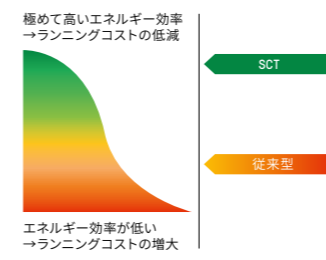 極めて高いエネルギー効率
→ランニングコストの低減
SCT
従来型
エネルギー効率が低い
→ランニングコストの増大